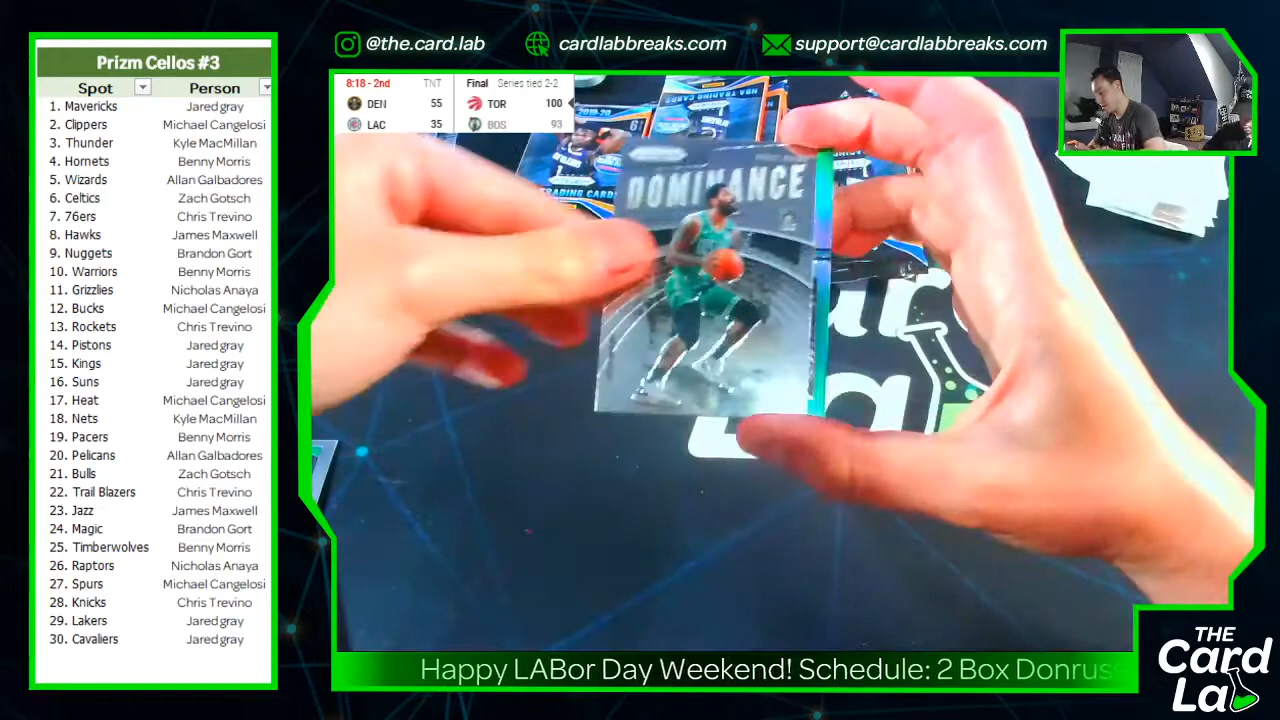 @the.card.lab
cardlabbreaks.com
support@cardlabbreaks.com
Prizm Cellos #3
Spot Person
1. Mavericks Jared gray
2. Clippers Michael Cangelosi
3. Thunder Kyle MacMillan
4. Hornets Benny Morris
5. Wizards Allan Galbadores
6. Celtics Zach Gotsch
7. 76ers Chris Trevino
8. Hawks James Maxwell
9. Nuggets Brandon Gort
10. Warriors Benny Morris
11. Grizzlies Nicholas Anaya
12. Bucks Michael Cangelosi
13. Rockets Chris Trevino
14. Pistons Jared gray
15. Kings Jared gray
16. Suns Jared gray
17. Heat Michael Cangelosi
18. Nets Kyle MacMillan
19. Pacers Benny Morris
20. Pelicans Allan Galbadores
21. Bulls Zach Gotsch
22. Trail Blazers Chris Trevino
23. Jazz James Maxwell
24. Magic Brandon Gort
25. Timberwolves Benny Morris
26. Raptors Nicholas Anaya
27. Spurs Michael Cangelosi
28. Knicks Chris Trevino
29. Lakers Jared gray
30. Cavaliers Jared gray
8:18 - 2nd TNT
DEN 55
LAC 35
Final Series tied 2-2
TOR 100
BOS 93
NBA TRADING CARDS
2019-20
TRADING CARD
DOMINANCE
Happy LABor Day Weekend! Schedule: 2 Box Donruss
THE
Card
Lab